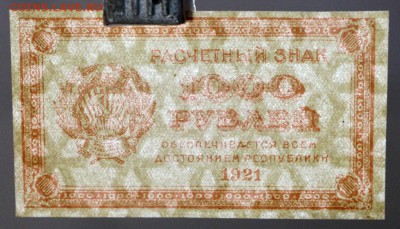 РАСЧЕТНЫЙ ЗНАК
1000
РУБЛЕЙ
ОБЕСПЕЧИВАЕТСЯ ВСЕМ
ДОСТОЯНИЕМ РЕСПУБЛИКИ
1921